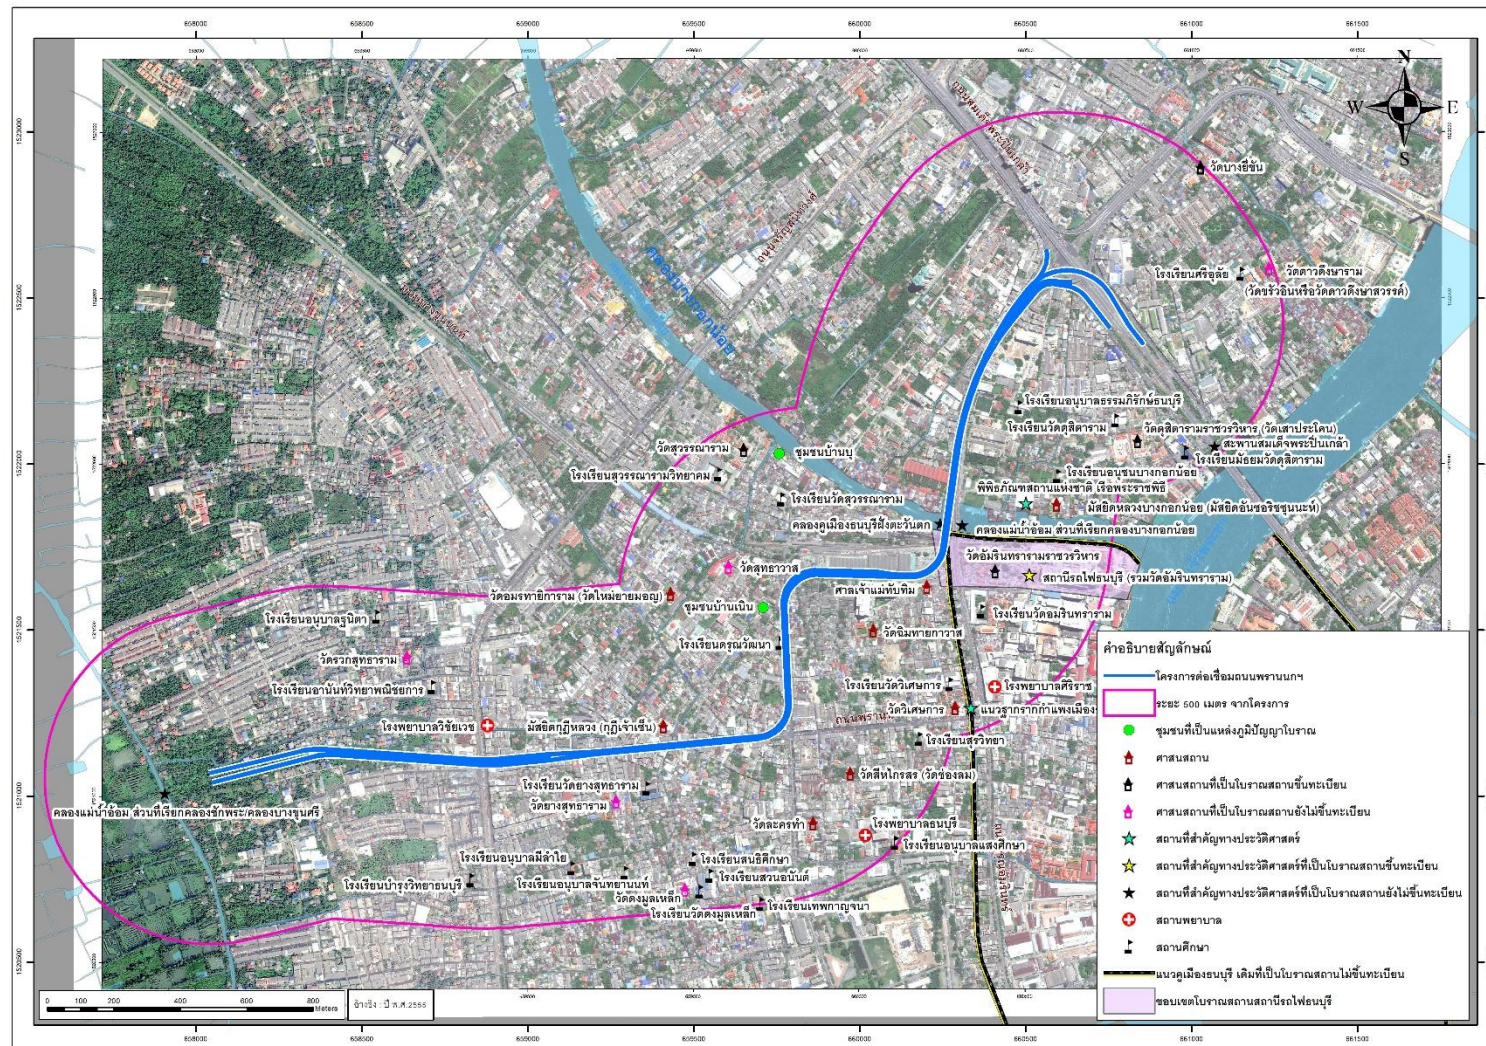 658000 658500 659000 659500 660000 660500 661000 661500
N
W E
S
1523000
1522500
1522000
1521500
1521000
1520500
ถนนสมเด็จพระปิ่นเกล้า
ถนนจรัญสนิทวงศ์
คลองบางกอกน้อย
วัดบางยี่ขัน
โรงเรียนศรีอุลัย
วัดดาวดึงษาราม
(วัดขรัวอินหรือวัดดาวดึงษาสวรรค์)
โรงเรียนอนุบาลธรรมภิรักษ์ธนบุรี
โรงเรียนวัดดุสิตาราม
วัดดุสิตารามราชวรวิหาร (วัดเสาประโคน)
สะพานสมเด็จพระปิ่นเกล้า
โรงเรียนมัธยมวัดดุสิตาราม
วัดสุวรรณาราม
ชุมชนบ้านบุ
โรงเรียนสุวรรณารามวิทยาคม
โรงเรียนอนุชนบางกอกน้อย
พิพิธภัณฑสถานแห่งชาติ เรือพระราชพิธี
โรงเรียนวัดสุวรรณาราม
มัสยิดหลวงบางกอกน้อย (มัสยิดอันซอริซซุนนะห์)
คลองคูเมืองธนบุรีฝั่งตะวันตก
คลองแม่น้ำอ้อม ส่วนที่เรียกคลองบางกอกน้อย
วัดอัมรินทรารามราชวรวิหาร
วัดสุทธาวาส
สถานีรถไฟธนบุรี (รวมวัดอัมรินทราราม)
ศาลเจ้าแม่ทับทิม
วัดอมรทายิการาม (วัดใหม่ยายมอญ)
ชุมชนบ้านเนิน
โรงเรียนวัดอมรินทราราม
โรงเรียนอนุบาลฐนิตา
วัดฉิมทายกาวาส
โรงเรียนดรุณวัฒนา
วัดรวกสุทธาราม
โรงเรียนอานันท์วิทยาพณิชยการ
โรงเรียนวัดวิเศษการ
โรงพยาบาลศิริราช
วัดวิเศษการ
แนวฐานรากกำแพงเมือง
โรงพยาบาลวิชัยเวช
มัสยิดกุฎีหลวง (กุฎีเจ้าเซ็น)
โรงเรียนสุรวิทยา
วัดสีหไกรสร (วัดช่องลม)
โรงเรียนวัดยางสุทธาราม
วัดยางสุทธาราม
คลองแม่น้ำอ้อม ส่วนที่เรียกคลองชักพระ/คลองบางขุนศรี
วัดละครทำ
โรงพยาบาลธนบุรี
โรงเรียนอนุบาลแสงศึกษา
โรงเรียนอนุบาลมีลำใย
โรงเรียนสนธิศึกษา
โรงเรียนบำรุงวิทยาธนบุรี
โรงเรียนอนุบาลจันทยานนท์
โรงเรียนสวนอนันต์
วัดดงมูลเหล็ก
โรงเรียนวัดดงมูลเหล็ก
โรงเรียนเทพกาญจนา
คำอธิบายสัญลักษณ์
โครงการต่อเชื่อมถนนพรานนกฯ
ระยะ 500 เมตร จากโครงการ
ชุมชนที่เป็นแหล่งภูมิปัญญาโบราณ
ศาสนสถาน
ศาสนสถานที่เป็นโบราณสถานขึ้นทะเบียน
ศาสนสถานที่เป็นโบราณสถานยังไม่ขึ้นทะเบียน
สถานที่สำคัญทางประวัติศาสตร์
สถานที่สำคัญทางประวัติศาสตร์ที่เป็นโบราณสถานขึ้นทะเบียน
สถานที่สำคัญทางประวัติศาสตร์ที่เป็นโบราณสถานยังไม่ขึ้นทะเบียน
สถานพยาบาล
สถานศึกษา
แนวคูเมืองธนบุรี เดิมที่เป็นโบราณสถานไม่ขึ้นทะเบียน
ขอบเขตโบราณสถานสถานีรถไฟธนบุรี
0 100 200 400 600 800
Meters
อ้างอิง : ปี พ.ศ.2555
658000 658500 659000 659500 660000 660500 661000 661500